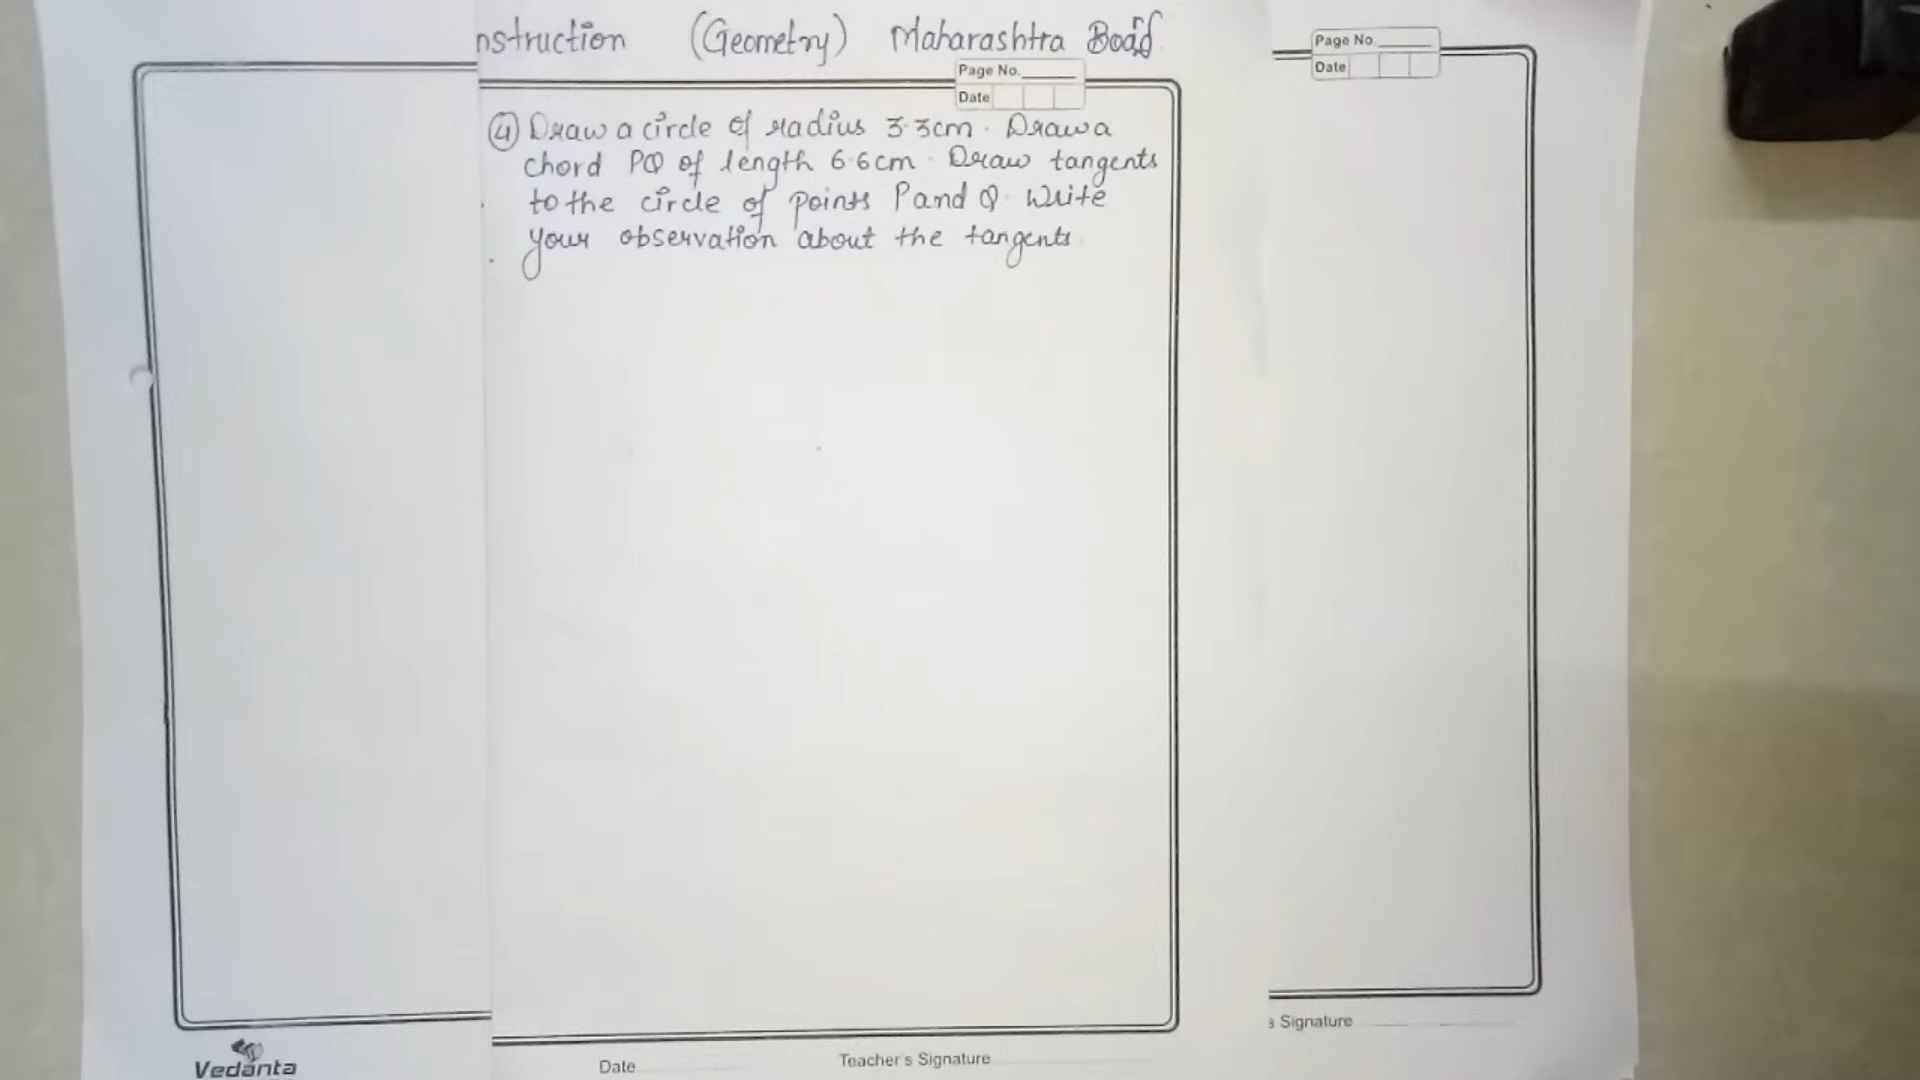 nstruction (Geometry) Maharashtra Board
Page No.
Date
④ Draw a circle of radius 3.3cm. Draw a
chord PQ of length 6.6cm. Draw tangents
to the circle of points P and Q. Write
your observation about the tangents.
Date
Teacher's Signature
Page No.
Date
s Signature
Vedanta